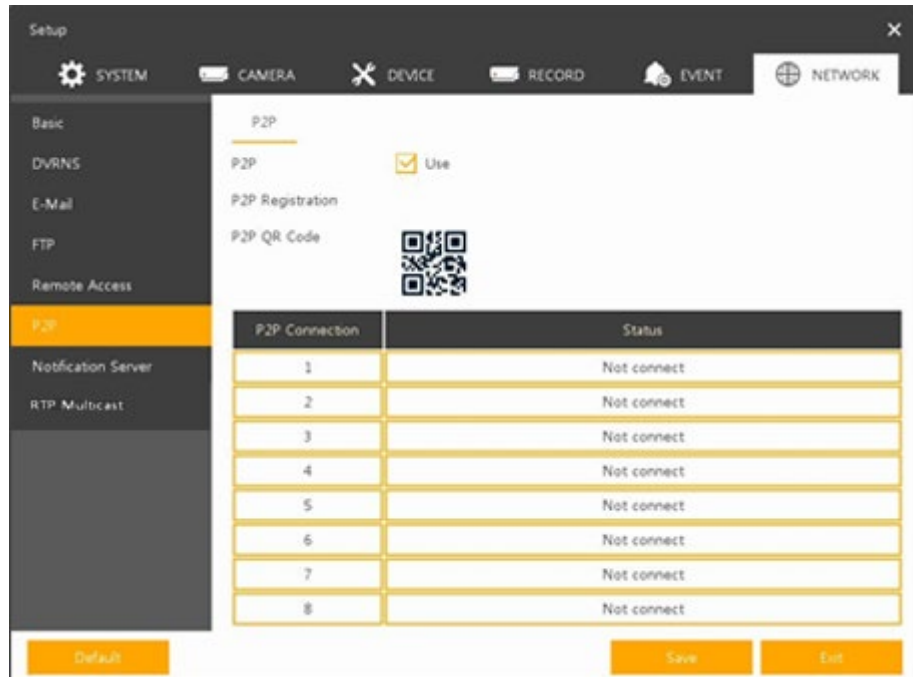 Setup
SYSTEM CAMERA DEVICE RECORD EVENT NETWORK
Basic
DVRNS
E-Mail
FTP
Remote Access
P2P
Notification Server
RTP Multicast
P2P
P2P Use
P2P Registration
P2P QR Code
P2P Connection Status
1 Not connect
2 Not connect
3 Not connect
4 Not connect
5 Not connect
6 Not connect
7 Not connect
8 Not connect
Default Save Exit